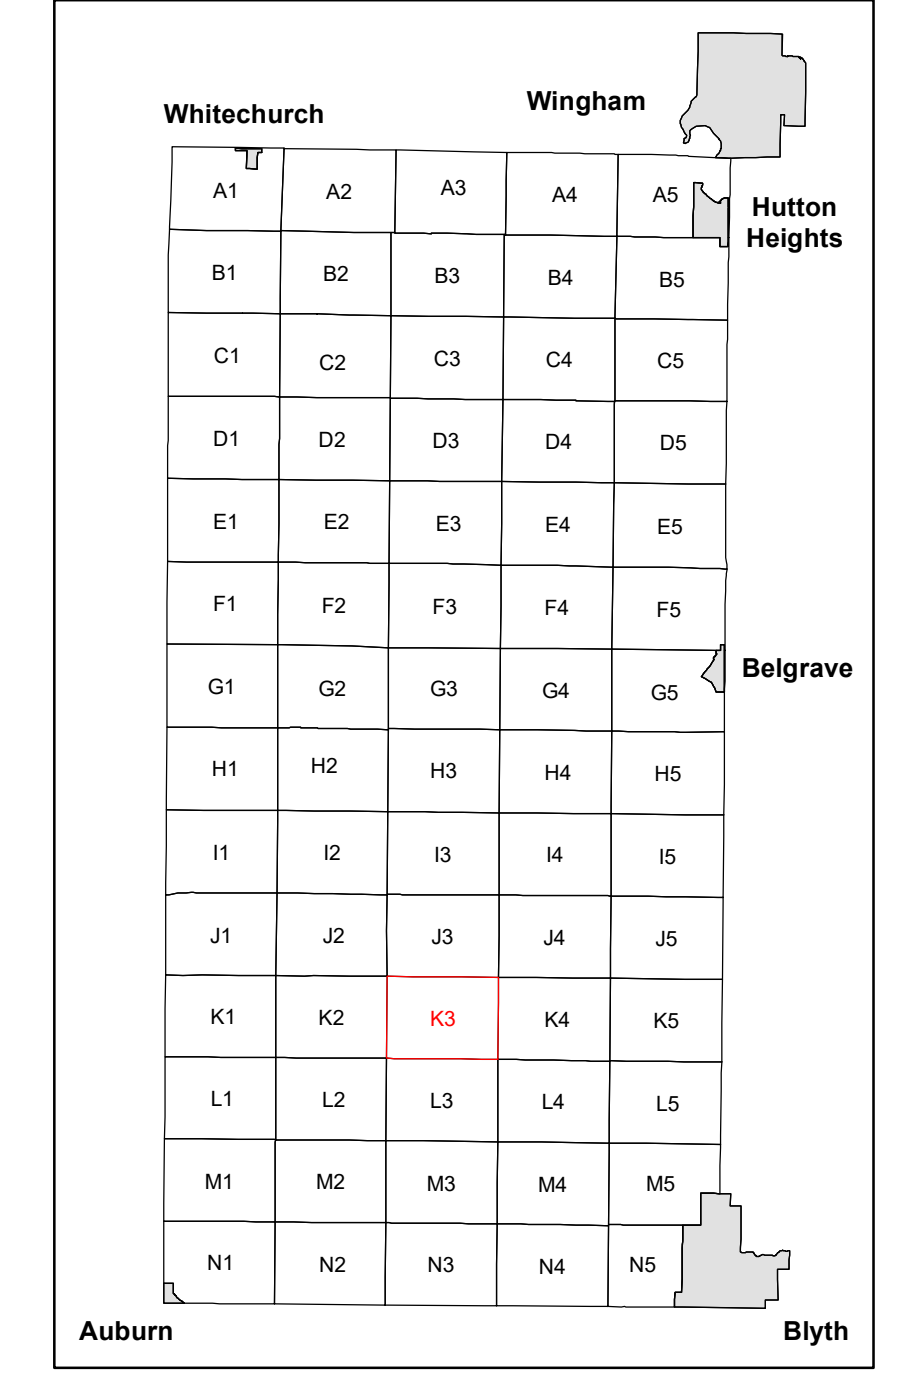 Wingham
Whitechurch
A1 A2 A3 A4 A5
Hutton
Heights
B1 B2 B3 B4 B5
C1 C2 C3 C4 C5
D1 D2 D3 D4 D5
E1 E2 E3 E4 E5
F1 F2 F3 F4 F5
Belgrave
G1 G2 G3 G4 G5
H1 H2 H3 H4 H5
I1 I2 I3 I4 I5
J1 J2 J3 J4 J5
K1 K2 K3 K4 K5
L1 L2 L3 L4 L5
M1 M2 M3 M4 M5
N1 N2 N3 N4 N5
Auburn Blyth